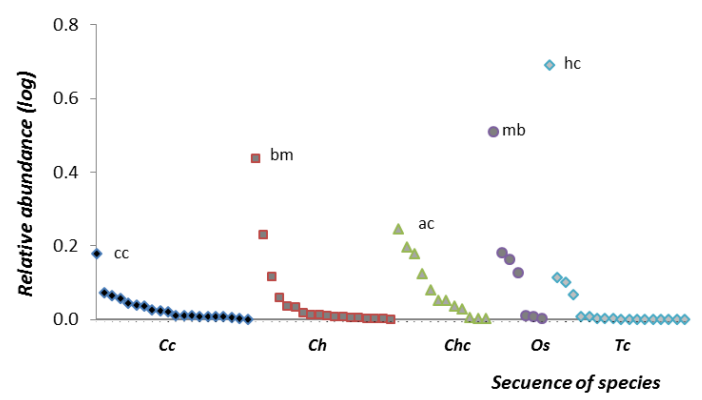 0.8
0.6
0.4
0.2
0.0
Relative abundance (log)
hc
mb
bm
ac
cc
Cc Ch Chc Os Tc
Secuence of species